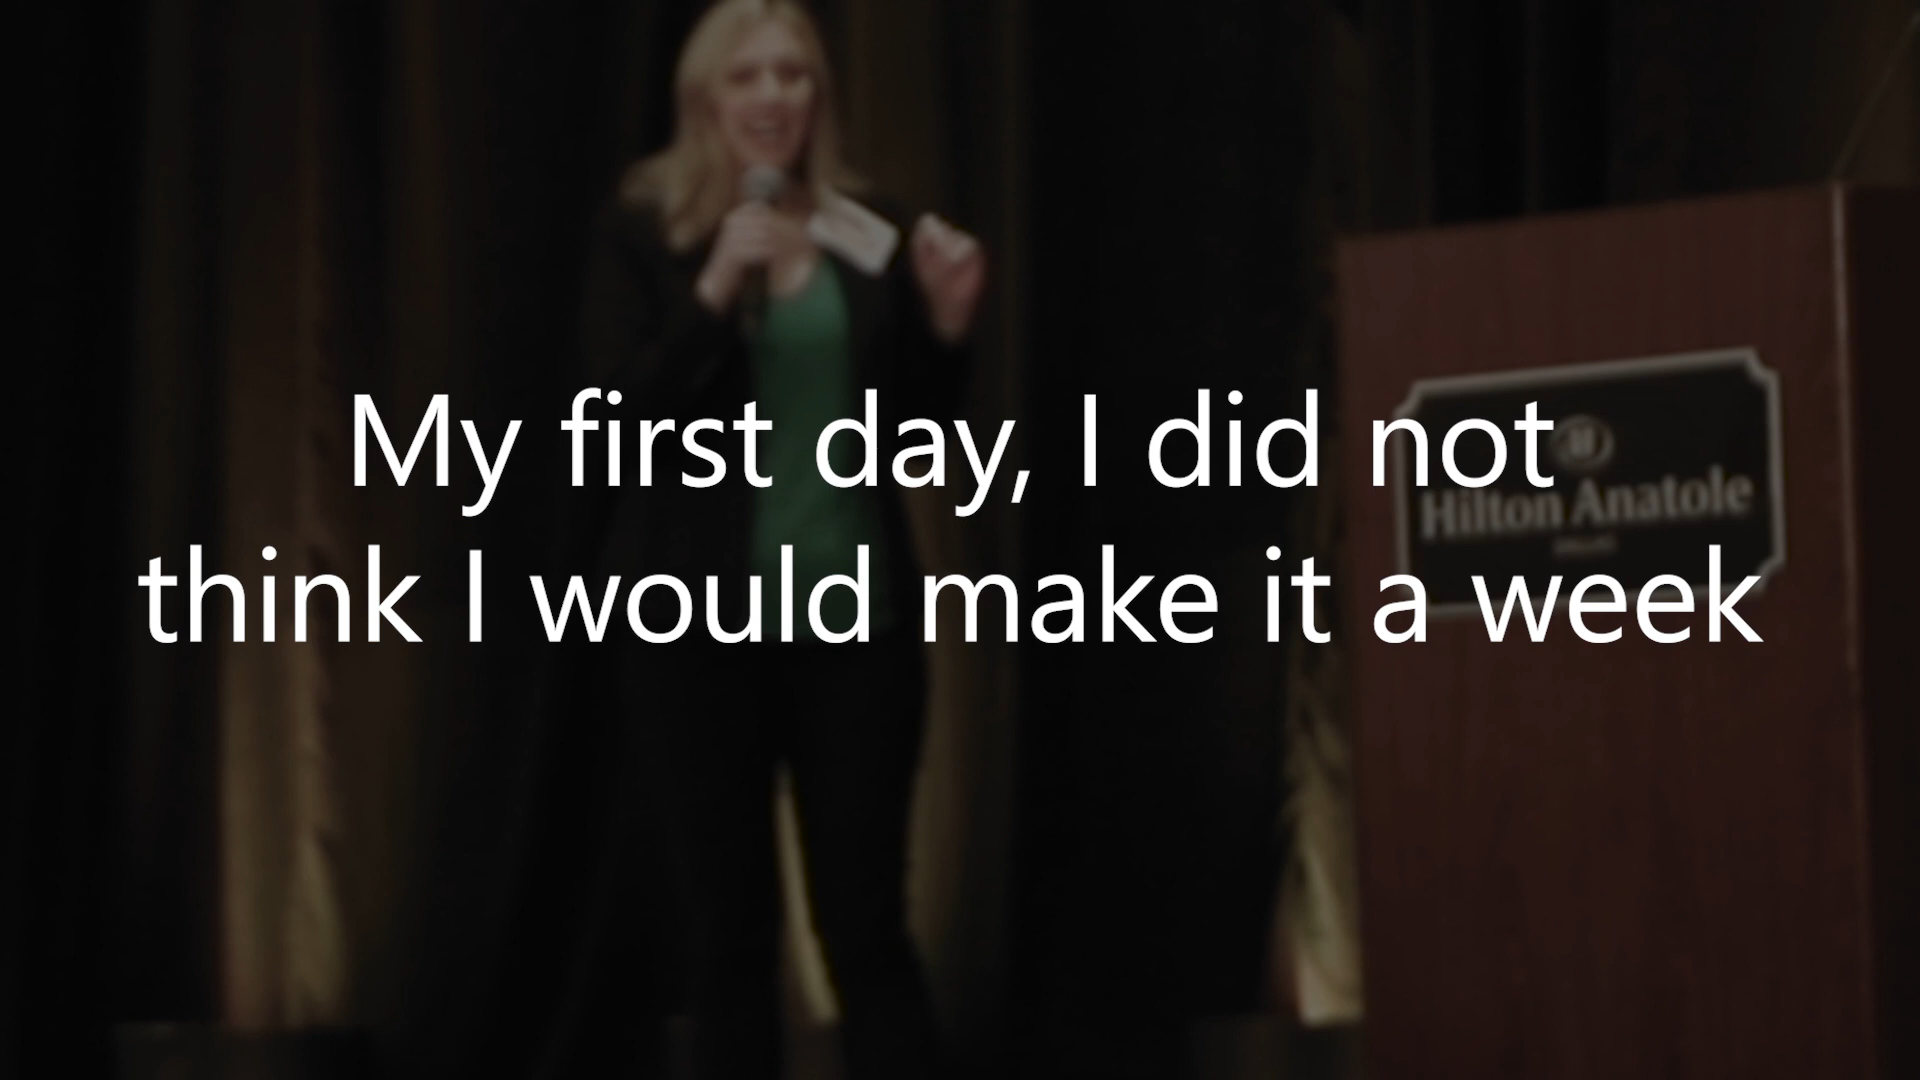 My first day, I did not
think I would make it a week
Hilton Anatole